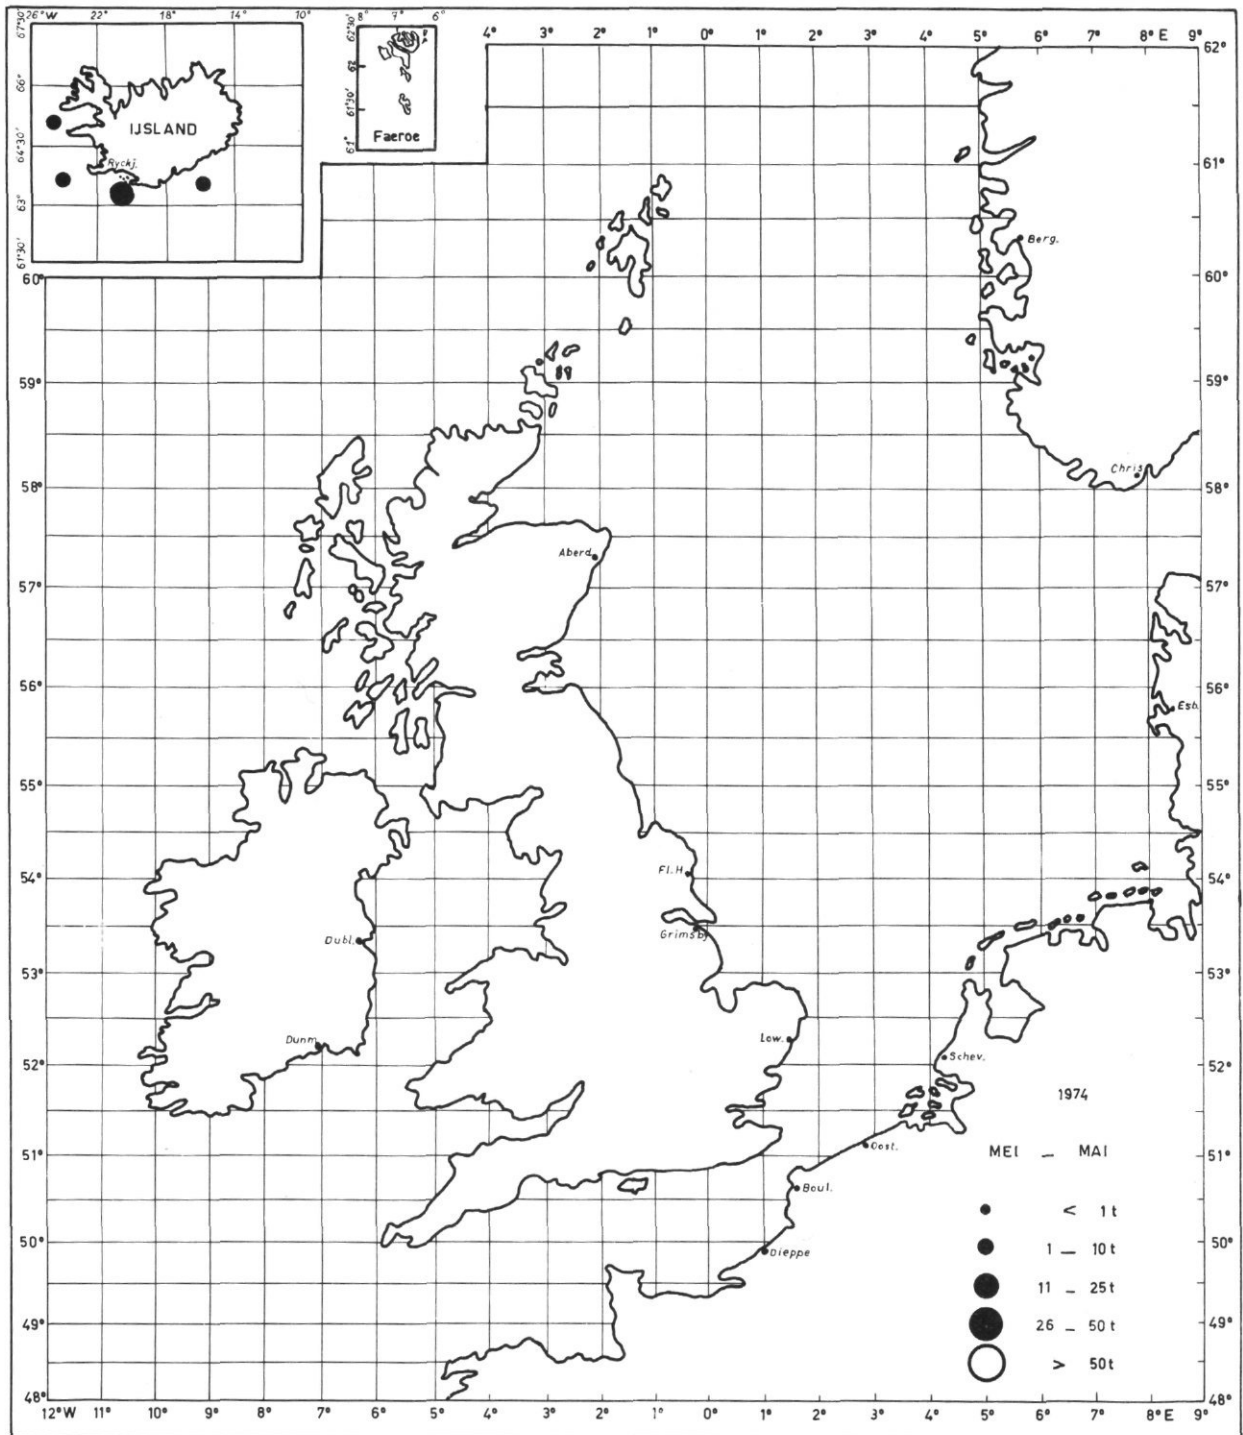 26°W 22° 18° 14° 10°
67°30'
66°
64°30'
63°
61°30'
IJSLAND
Ryckj.
8° 7° 6°
62°30'
62°
61°30'
61°
Faeroe
4° 3° 2° 1° 0° 1° 2° 3° 4° 5° 6° 7° 8°E 9°
62°
61°
60° 60°
59° 59°
58° 58°
57° 57°
56° 56°
55° 55°
54° 54°
53° 53°
52° 52°
51° 51°
50° 50°
49° 49°
48° 48°
Berg.
Chris
Aberd
Esb.
Fl.H
Grimsby
Dubl.
Dunm
Low.
Schev.
Oost.
Boul.
Dieppe
1974
MEI _ MAI
< 1t
1 — 10t
11 _ 25t
26 _ 50t
> 50t
12°W 11° 10° 9° 8° 7° 6° 5° 4° 3° 2° 1° 0° 1° 2° 3° 4° 5° 6° 7° 8°E 9°